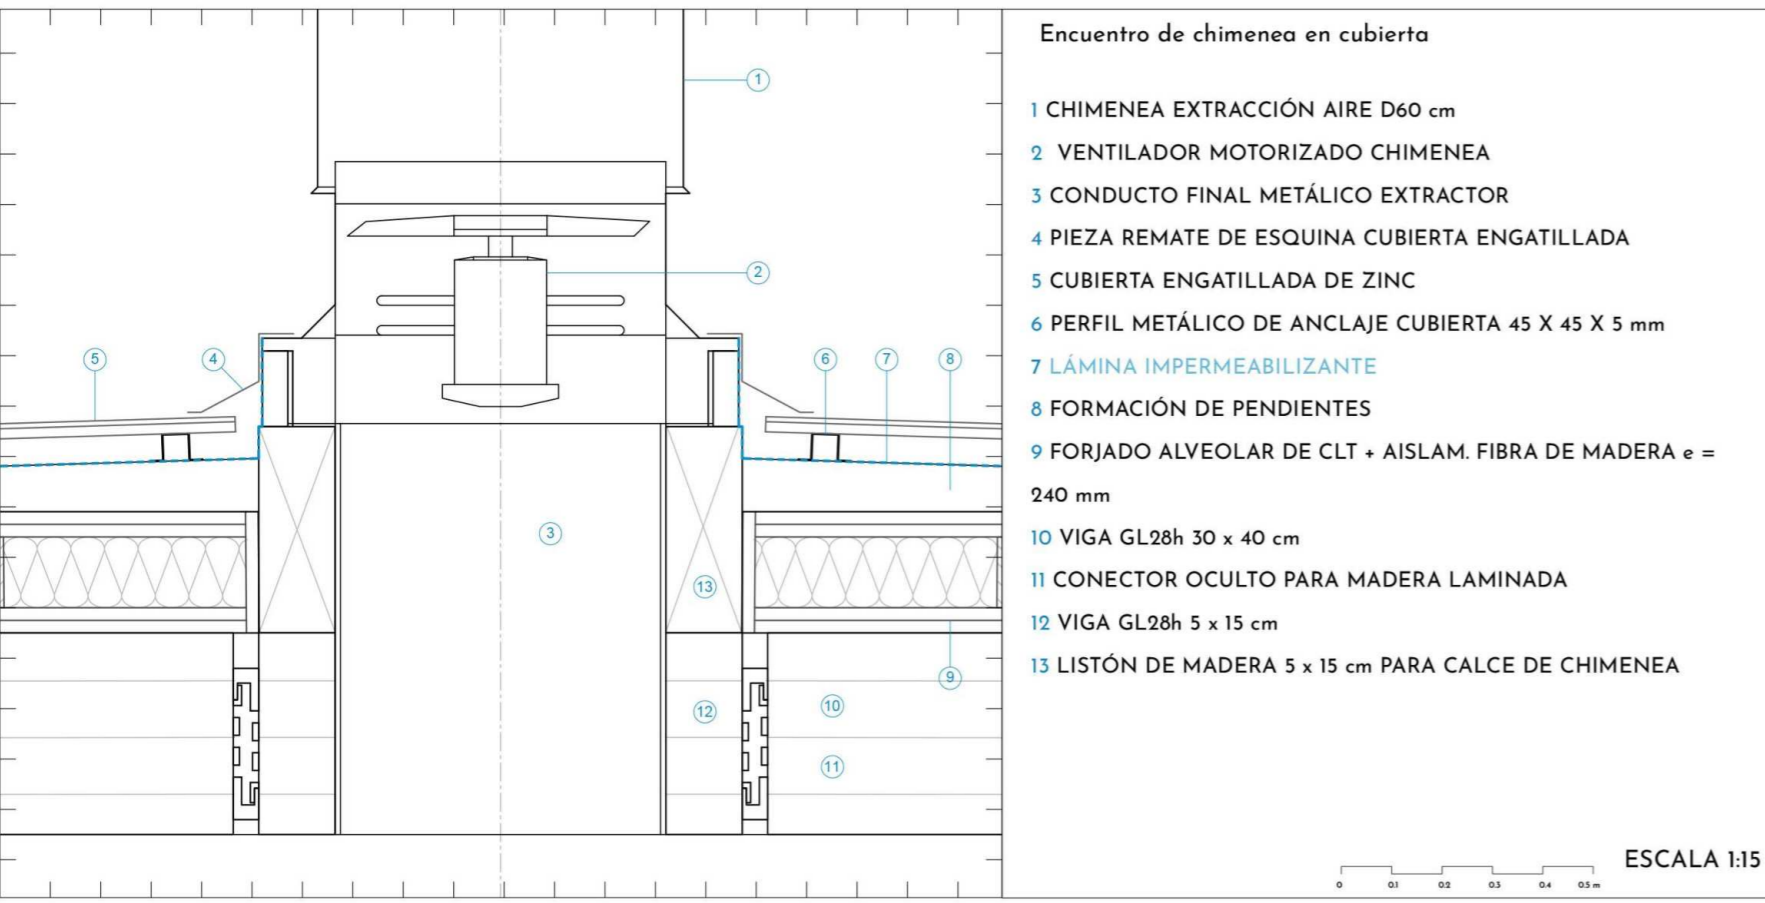 Encuentro de chimenea en cubierta
1 CHIMENEA EXTRACCIÓN AIRE D60 cm
2 VENTILADOR MOTORIZADO CHIMENEA
3 CONDUCTO FINAL METÁLICO EXTRACTOR
4 PIEZA REMATE DE ESQUINA CUBIERTA ENGATILLADA
5 CUBIERTA ENGATILLADA DE ZINC
6 PERFIL METÁLICO DE ANCLAJE CUBIERTA 45 X 45 X 5 mm
7 LÁMINA IMPERMEABILIZANTE
8 FORMACIÓN DE PENDIENTES
9 FORJADO ALVEOLAR DE CLT + AISLAM. FIBRA DE MADERA e =
240 mm
10 VIGA GL28h 30 x 40 cm
11 CONECTOR OCULTO PARA MADERA LAMINADA
12 VIGA GL28h 5 x 15 cm
13 LISTÓN DE MADERA 5 x 15 cm PARA CALCE DE CHIMENEA
1
2
5
4
6
7
8
3
13
9
12
10
11
0 0.1 0.2 0.3 0.4 0.5 m
ESCALA 1:15